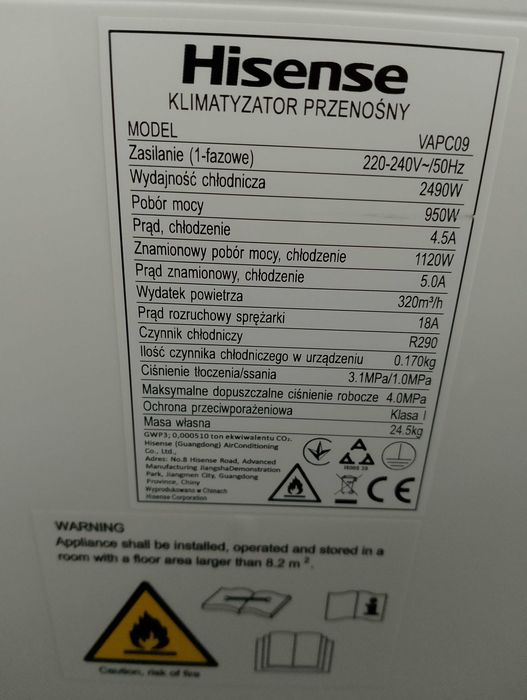 Hisense
KLIMATYZATOR PRZENOŚNY
MODEL VAPC09
Zasilanie (1-fazowe) 220-240V~/50Hz
Wydajność chłodnicza 2490W
Pobór mocy 950W
Prąd, chłodzenie 4.5A
Znamionowy pobór mocy, chłodzenie 1120W
Prąd znamionowy, chłodzenie 5.0A
Wydatek powietrza 320m³/h
Prąd rozruchowy sprężarki 18A
Czynnik chłodniczy R290
Ilość czynnika chłodniczego w urządzeniu 0.170kg
Ciśnienie tłoczenia/ssania 3.1MPa/1.0MPa
Maksymalne dopuszczalne ciśnienie robocze 4.0MPa
Ochrona przeciwporażeniowa Klasa I
Masa własna 24.5kg
GWP3; 0,000510 ton ekwiwalentu CO₂.
Hisense (Guangdong) AirConditioning
Co., Ltd.,
Adres: No.8 Hisense Road, Advanced
Manufacturing JiangshaDemonstration
Park, Jiangmen City, Guangdong
Province, Chiny
Wyprodukowano w Chinach
Hisense Corporation
CE
WARNING
Appliance shall be installed, operated and stored in a
room with a floor area larger than 8.2 m².
Caution, risk of fire